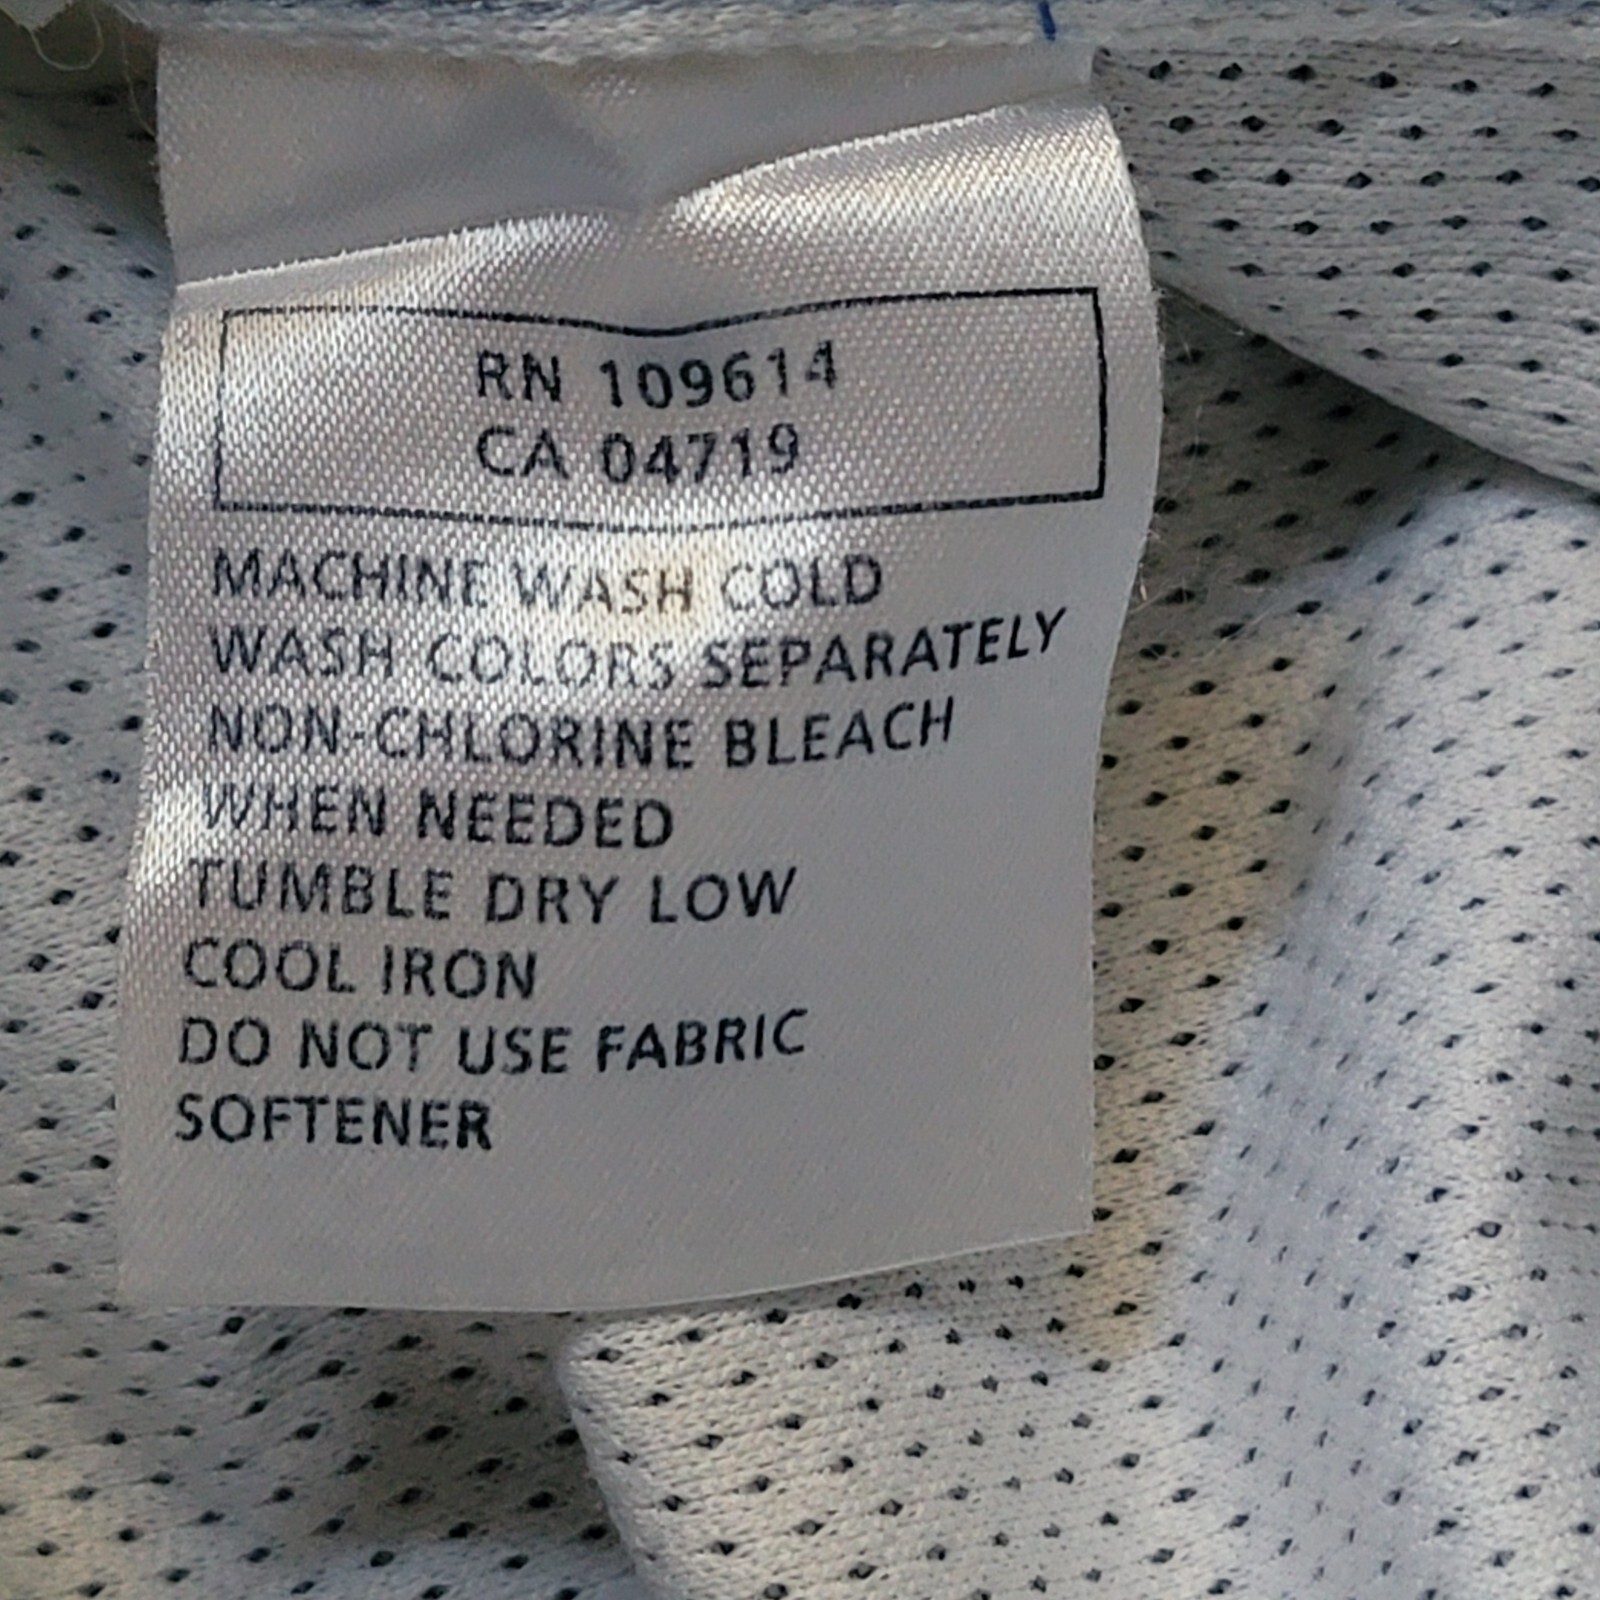 RN 109614
CA 04719
MACHINE WASH COLD
WASH COLORS SEPARATELY
NON-CHLORINE BLEACH
WHEN NEEDED
TUMBLE DRY LOW
COOL IRON
DO NOT USE FABRIC
SOFTENER